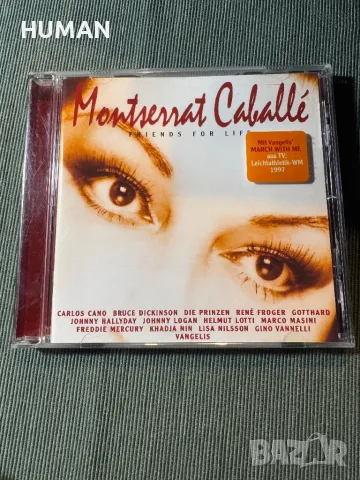 HUMAN
Montserrat Caballé
FRIENDS FOR LIFE
Mit Vangelis'
MARCH WITH ME
aus TV:
Leichtathletik-WM
1997
CARLOS CANO BRUCE DICKINSON DIE PRINZEN RENÉ FROGER GOTTHARD
JOHNNY HALLYDAY JOHNNY LOGAN HELMUT LOTTI MARCO MASINI
FREDDIE MERCURY KHADJA NIN LISA NILSSON GINO VANNELLI
VANGELIS
BAZAR